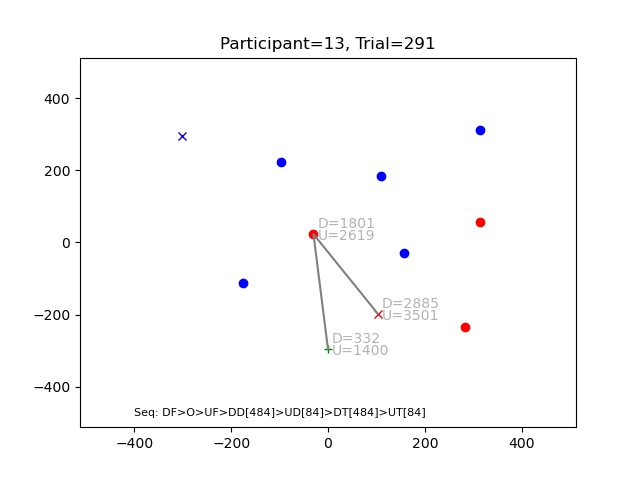 Participant=13, Trial=291
400
200
0
−200
−400
D=1801
U=2619
D=2885
U=3501
D=332
U=1400
Seq: DF>O>UF>DD[484]>UD[84]>DT[484]>UT[84]
−400 −200 0 200 400